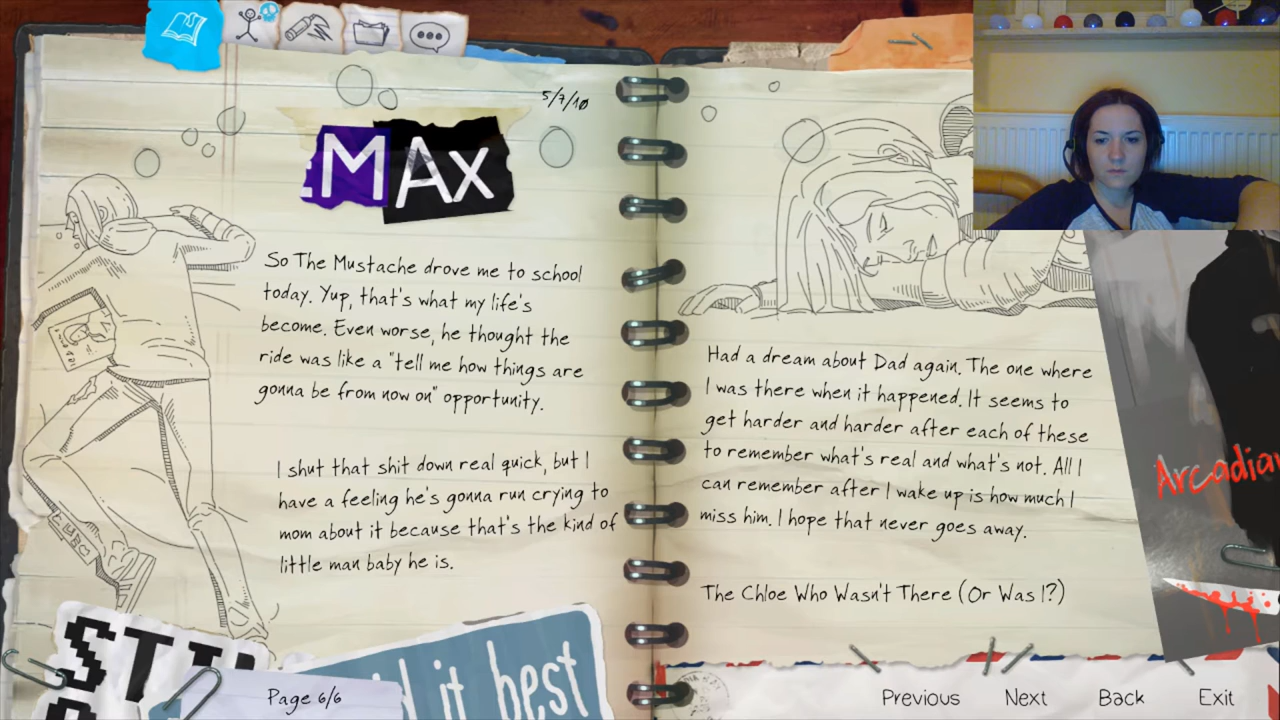 5/7/10
MAX
So The Mustache drove me to school
today. Yup, that's what my life's
become. Even worse, he thought the
ride was like a "tell me how things are
gonna be from now on" opportunity.
I shut that shit down real quick, but I
have a feeling he's gonna run crying to
mom about it because that's the kind of
little man baby he is.
Had a dream about Dad again. The one where
I was there when it happened. It seems to
get harder and harder after each of these
to remember what's real and what's not. All I
can remember after I wake up is how much I
miss him. I hope that never goes away.
The Chloe Who Wasn't There (Or Was I?)
it best
Page 6/6
Previous Next Back Exit